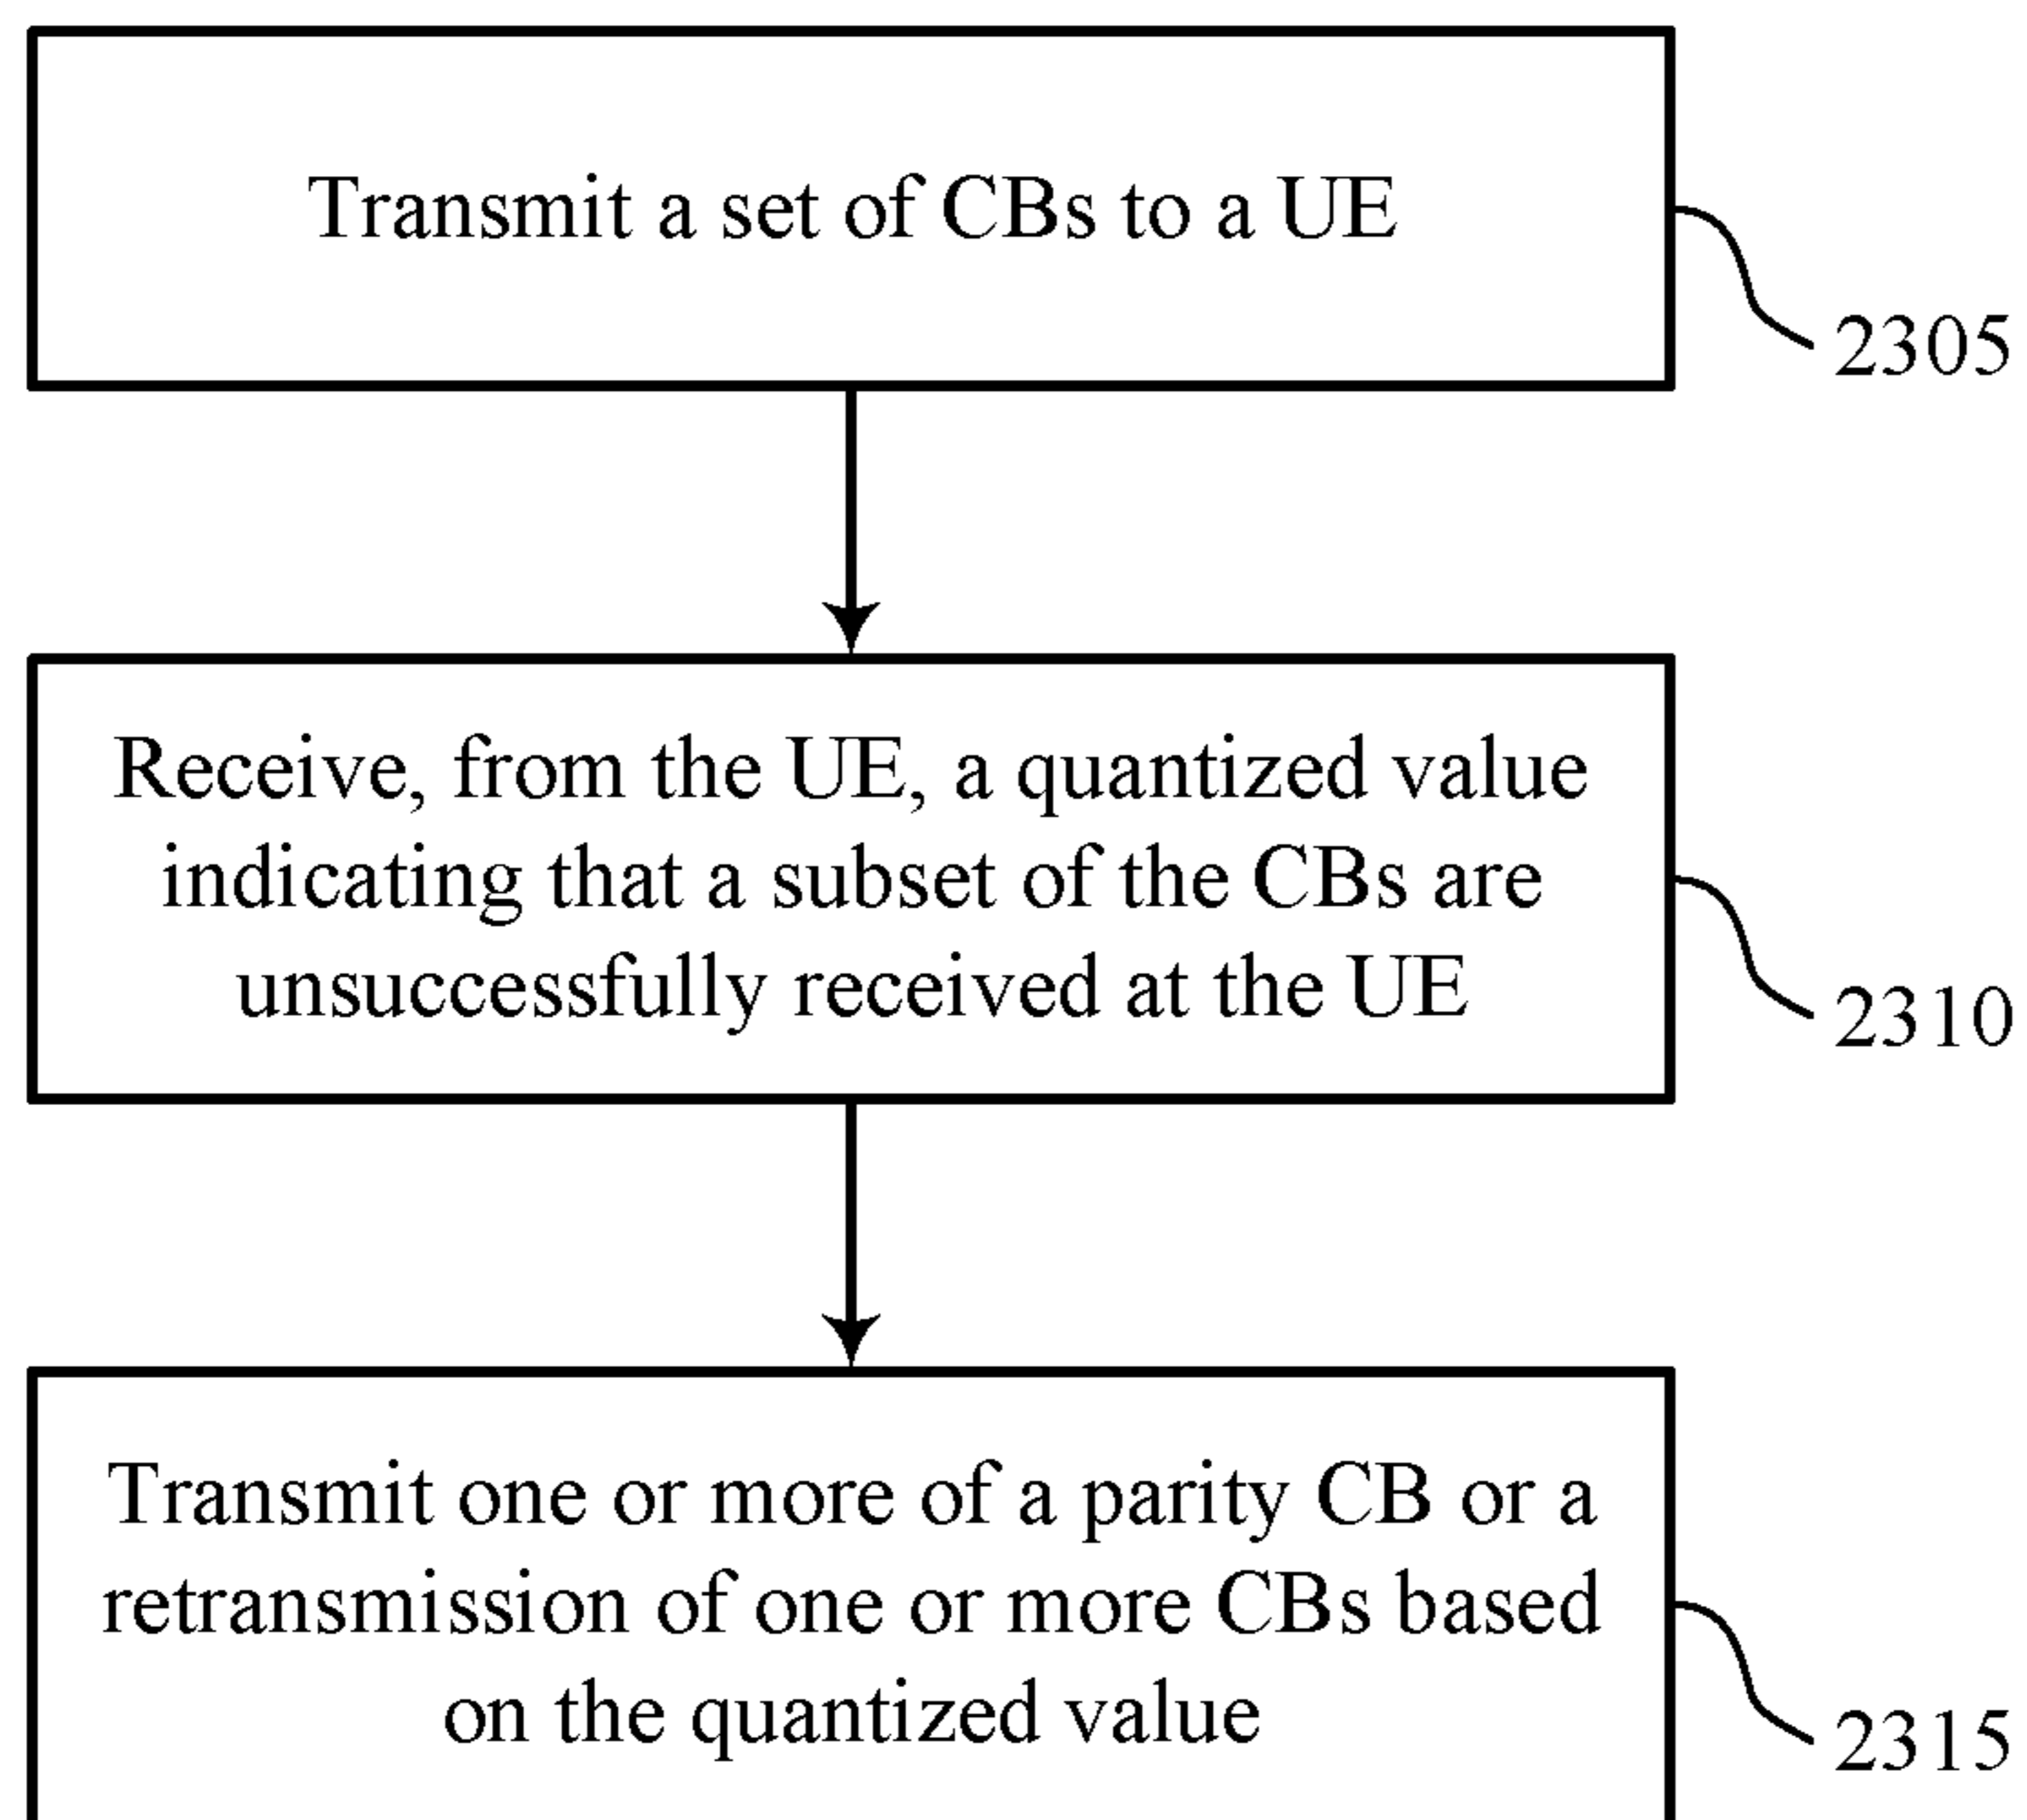 Transmit a set of CBs to a UE
2305
Receive, from the UE, a quantized value
indicating that a subset of the CBs are
unsuccessfully received at the UE
2310
Transmit one or more of a parity CB or a
retransmission of one or more CBs based
on the quantized value
2315